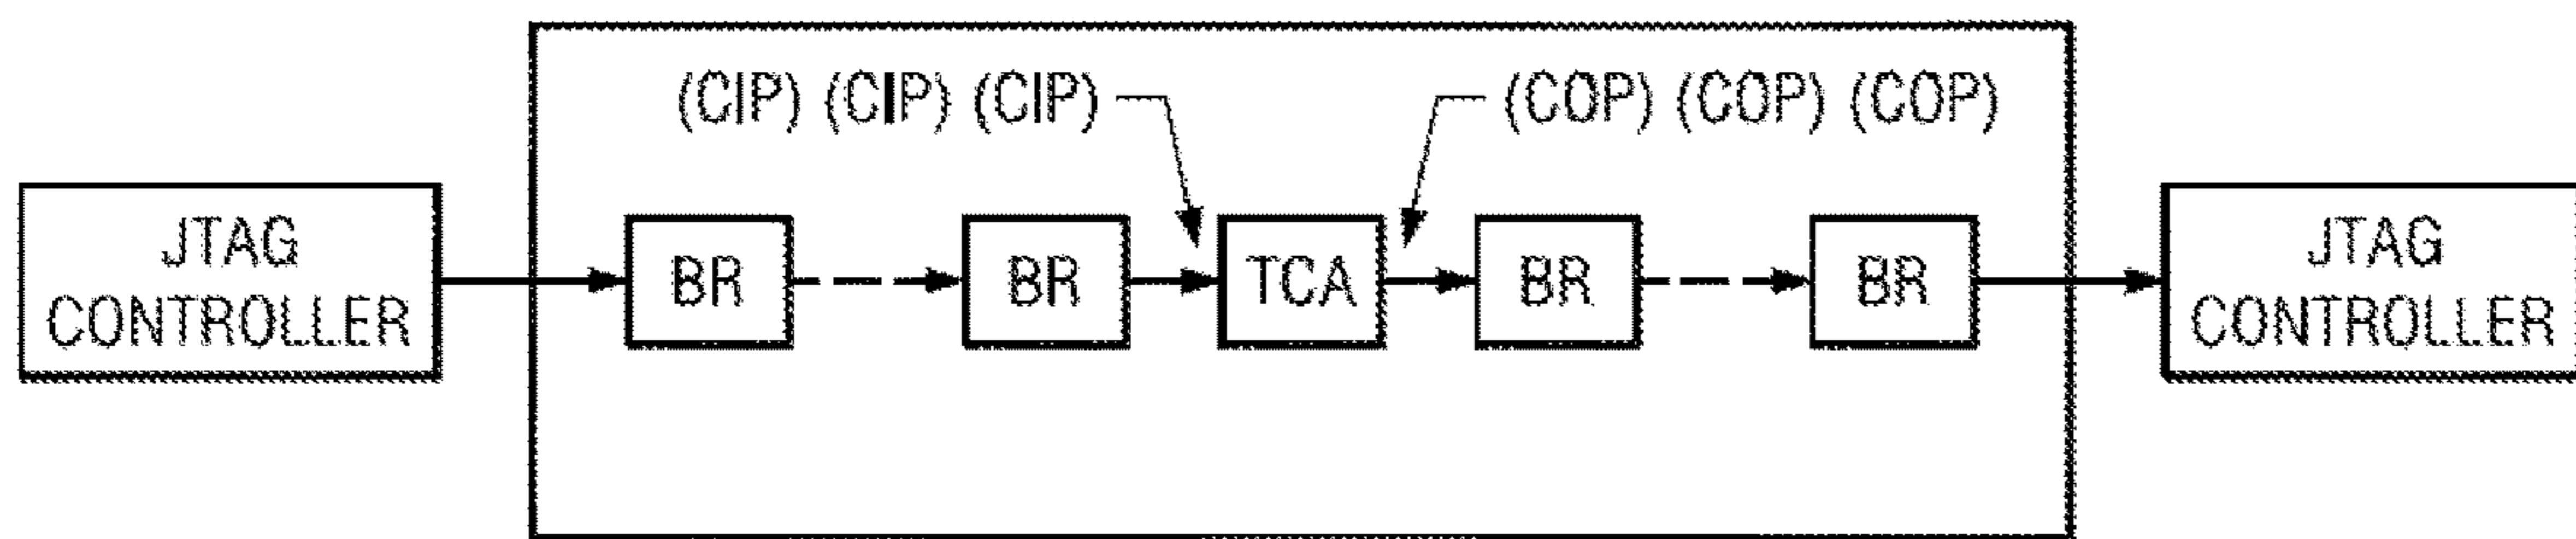 (CIP) (CIP) (CIP)
(COP) (COP) (COP)
JTAG
CONTROLLER
BR
BR
TCA
BR
BR
JTAG
CONTROLLER